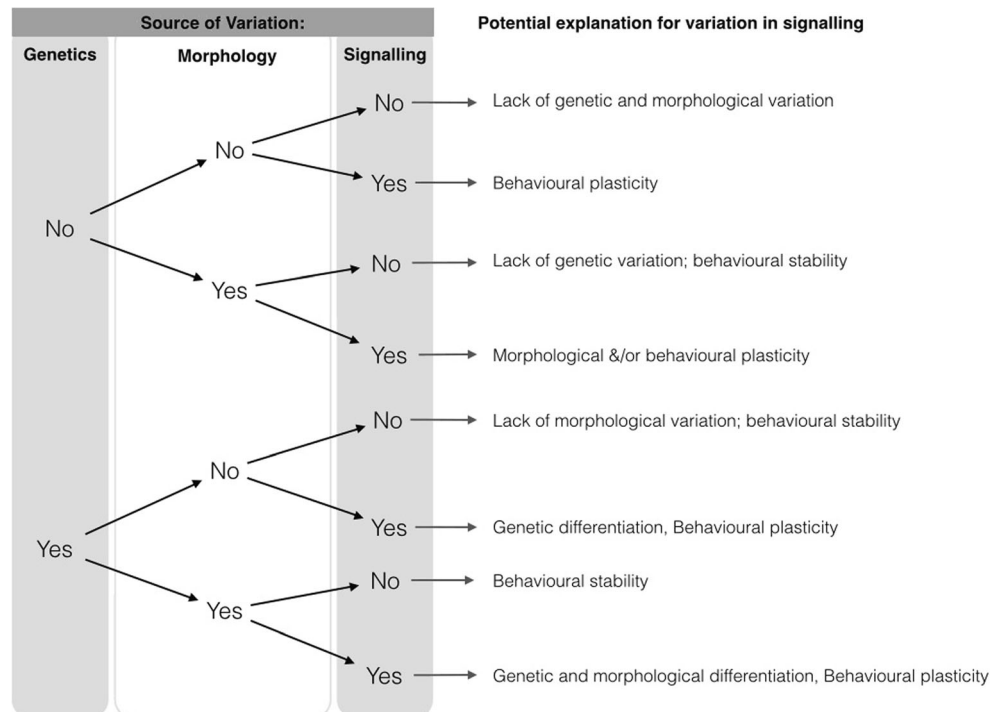 Source of Variation:
Potential explanation for variation in signalling
Genetics
Morphology
Signalling
No
Lack of genetic and morphological variation
No
Yes
Behavioural plasticity
No
No
Lack of genetic variation; behavioural stability
Yes
Yes
Morphological &/or behavioural plasticity
No
Lack of morphological variation; behavioural stability
No
Yes
Genetic differentiation, Behavioural plasticity
Yes
No
Behavioural stability
Yes
Yes
Genetic and morphological differentiation, Behavioural plasticity